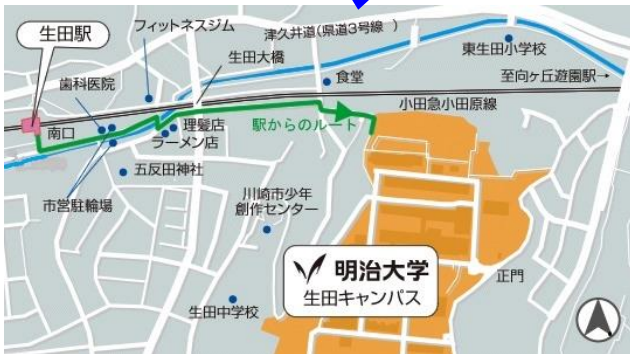 生田駅
フィットネスジム
津久井道(県道3号線)
生田大橋
東生田小学校
歯科医院
食堂
至向ヶ丘遊園駅→
小田急小田原線
南口
理髪店
ラーメン店
駅からのルート
五反田神社
市営駐輪場
川崎市少年
創作センター
明治大学
生田キャンパス
正門
生田中学校